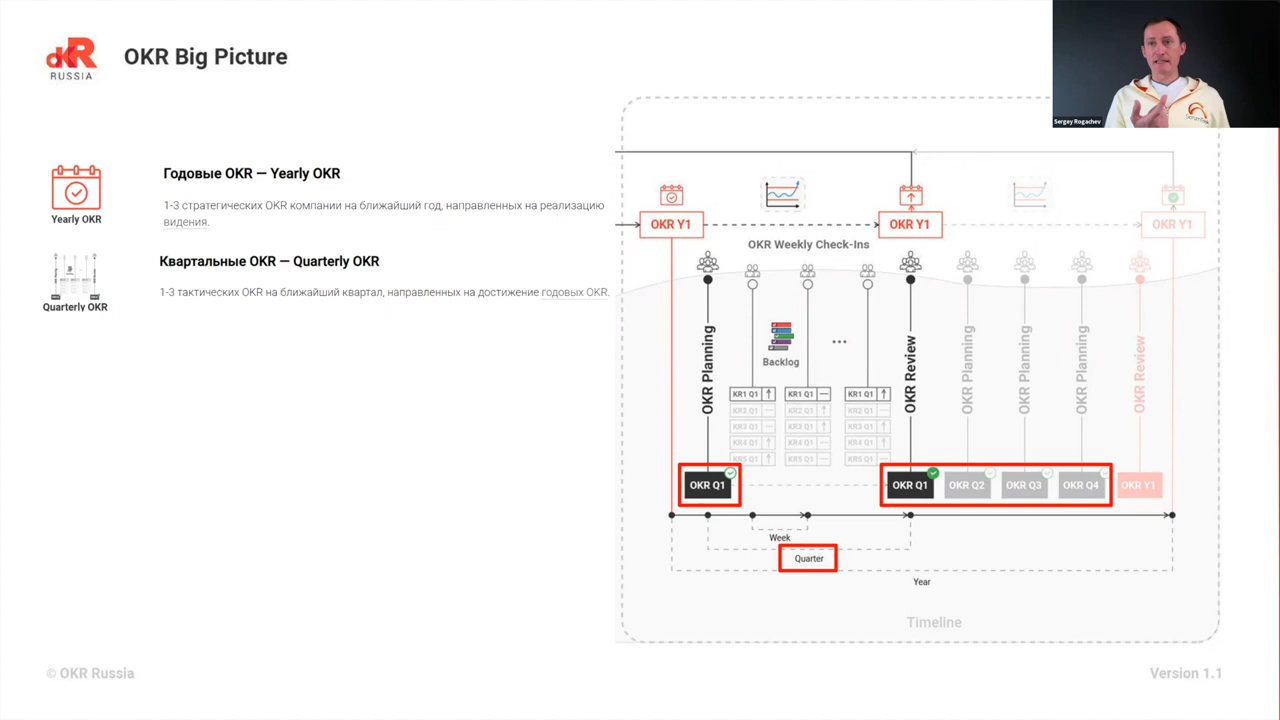 OKR
RUSSIA
OKR Big Picture
Sergey Rogachev
Годовые OKR — Yearly OKR
1-3 стратегических OKR компании на ближайший год, направленных на реализацию
видения.
Yearly OKR
Квартальные OKR — Quarterly OKR
1-3 тактических OKR на ближайший квартал, направленных на достижение годовых OKR.
Quarterly OKR
OKR Y1
OKR Y1
OKR Y1
OKR Weekly Check-Ins
OKR Planning
Backlog
...
OKR Review
OKR Planning
OKR Planning
OKR Planning
OKR Review
KR1 Q1 KR1 Q1 KR1 Q1
KR2 Q1 KR2 Q1 KR2 Q1
KR3 Q1 KR3 Q1 KR3 Q1
KR4 Q1 KR4 Q1 KR4 Q1
KR5 Q1 KR5 Q1 KR5 Q1
OKR Q1 OKR Q1 OKR Q2 OKR Q3 OKR Q4 OKR Y1
Week
Quarter
Year
Timeline
© OKR Russia
Version 1.1